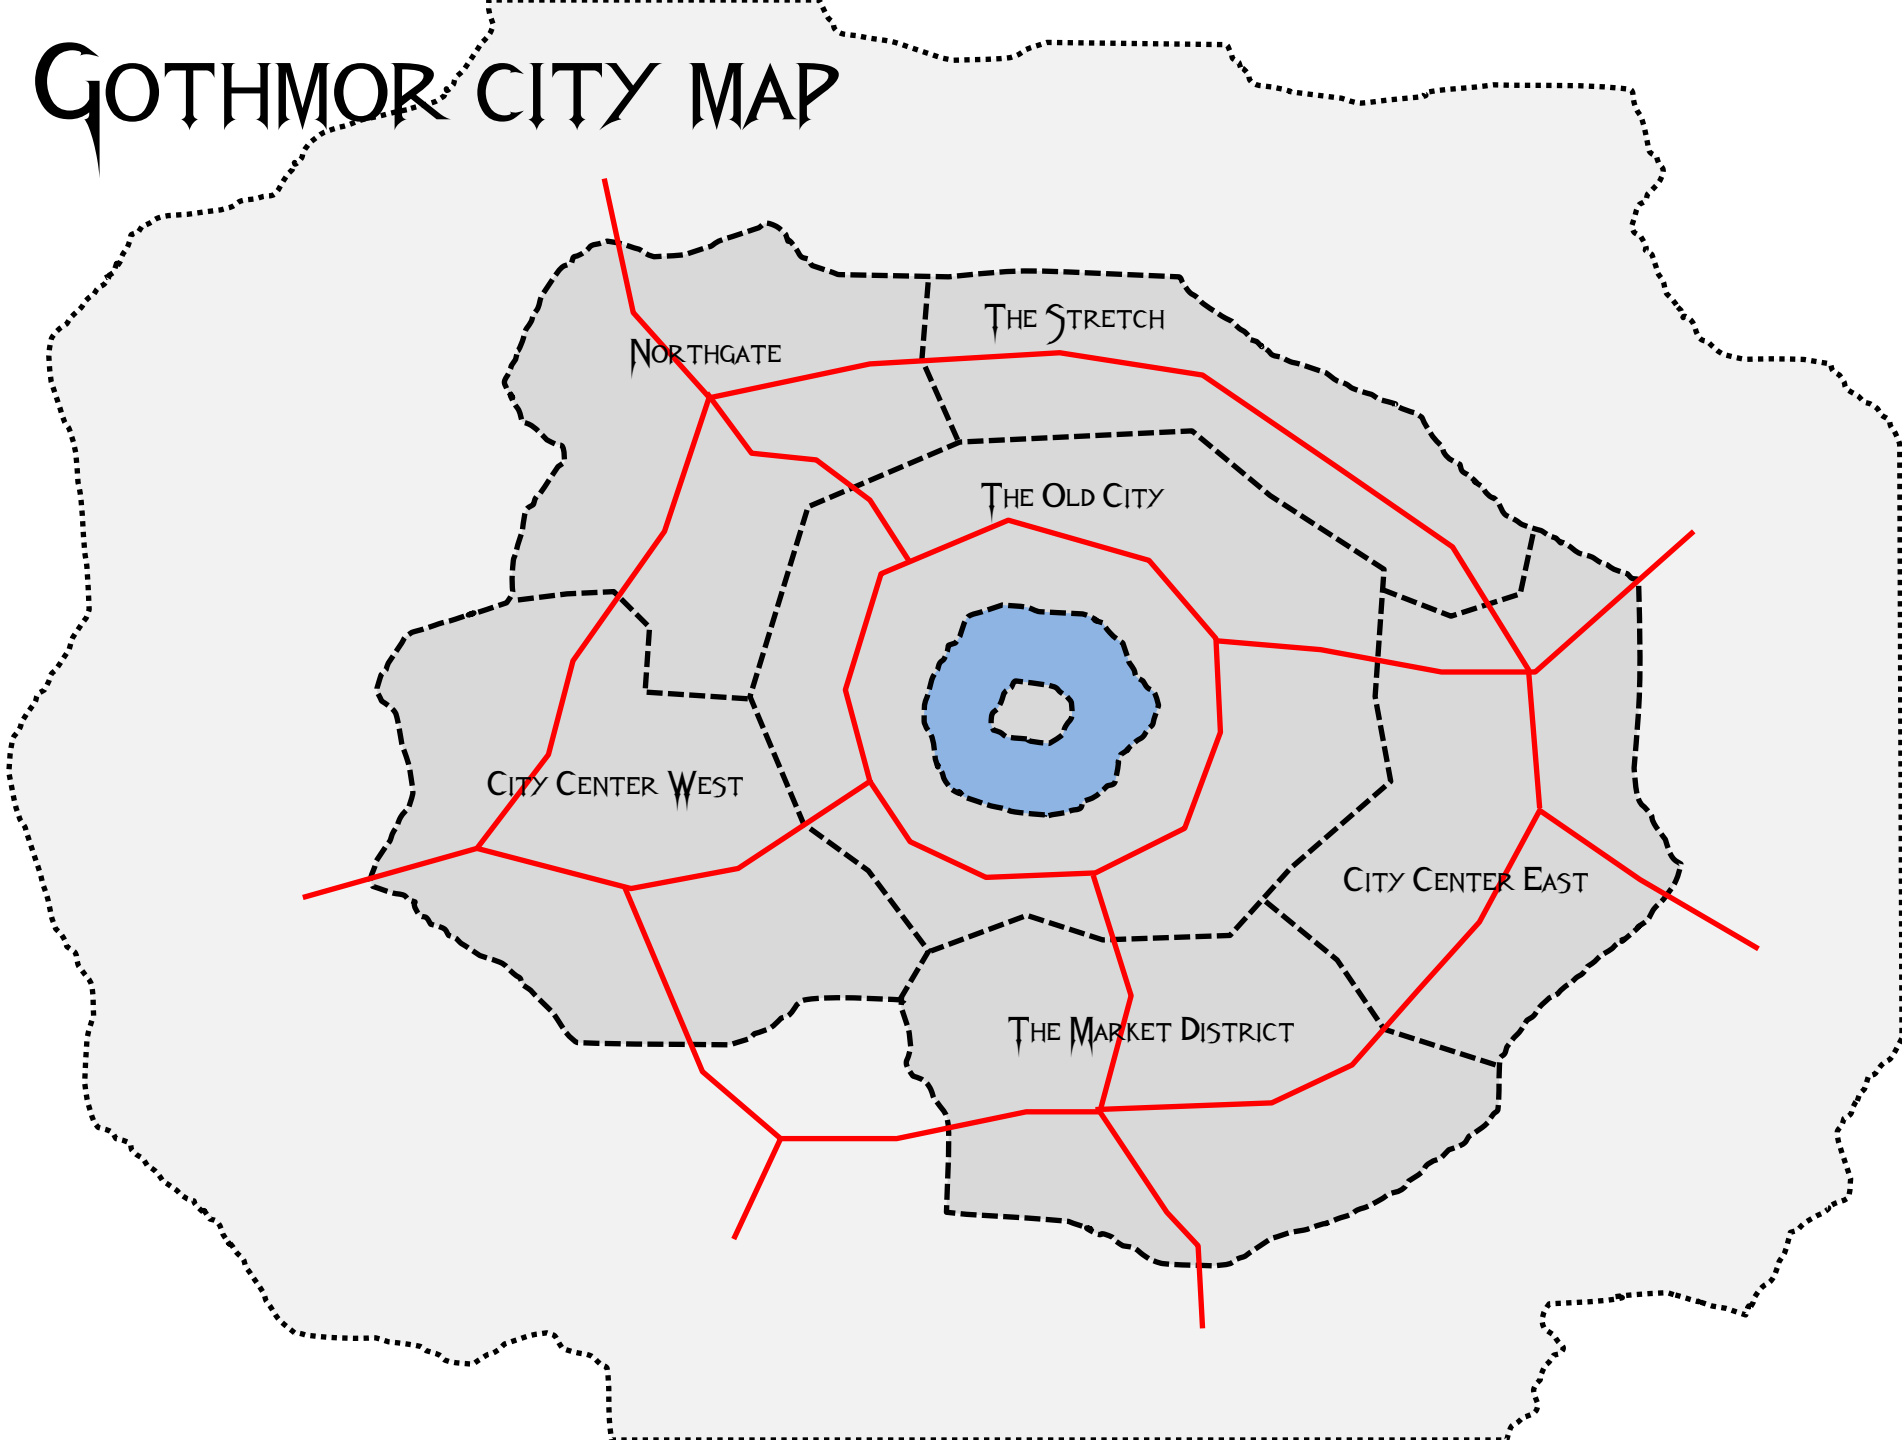 Gothmor city map
The Stretch
Northgate
The Old City
City Center West
City Center East
The Market District